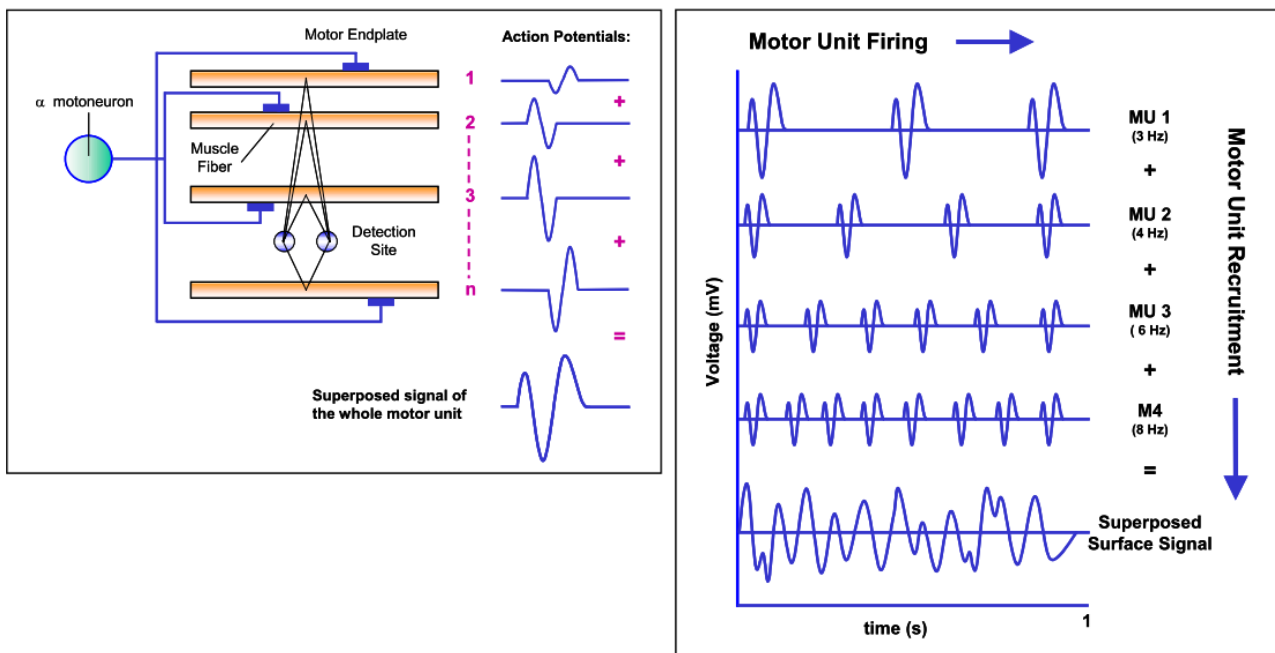 Motor Endplate
Action Potentials:
α motoneuron
Muscle
Fiber
Detection
Site
1
+
2
+
3
+
n
=
Superposed signal of
the whole motor unit
Motor Unit Firing
Voltage (mV)
MU 1
(3 Hz)
+
MU 2
(4 Hz)
+
MU 3
( 6 Hz)
+
M4
(8 Hz)
=
Superposed
Surface Signal
Motor Unit Recruitment
1
time (s)